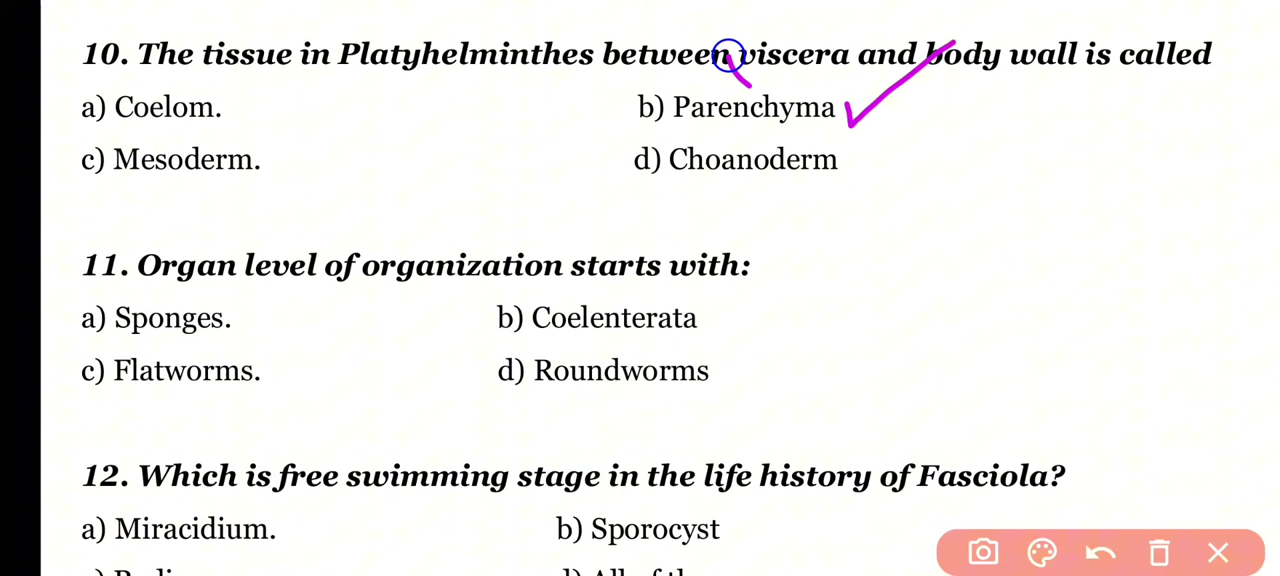 10. The tissue in Platyhelminthes between viscera and body wall is called
a) Coelom. b) Parenchyma
c) Mesoderm. d) Choanoderm
11. Organ level of organization starts with:
a) Sponges. b) Coelenterata
c) Flatworms. d) Roundworms
12. Which is free swimming stage in the life history of Fasciola?
a) Miracidium. b) Sporocyst